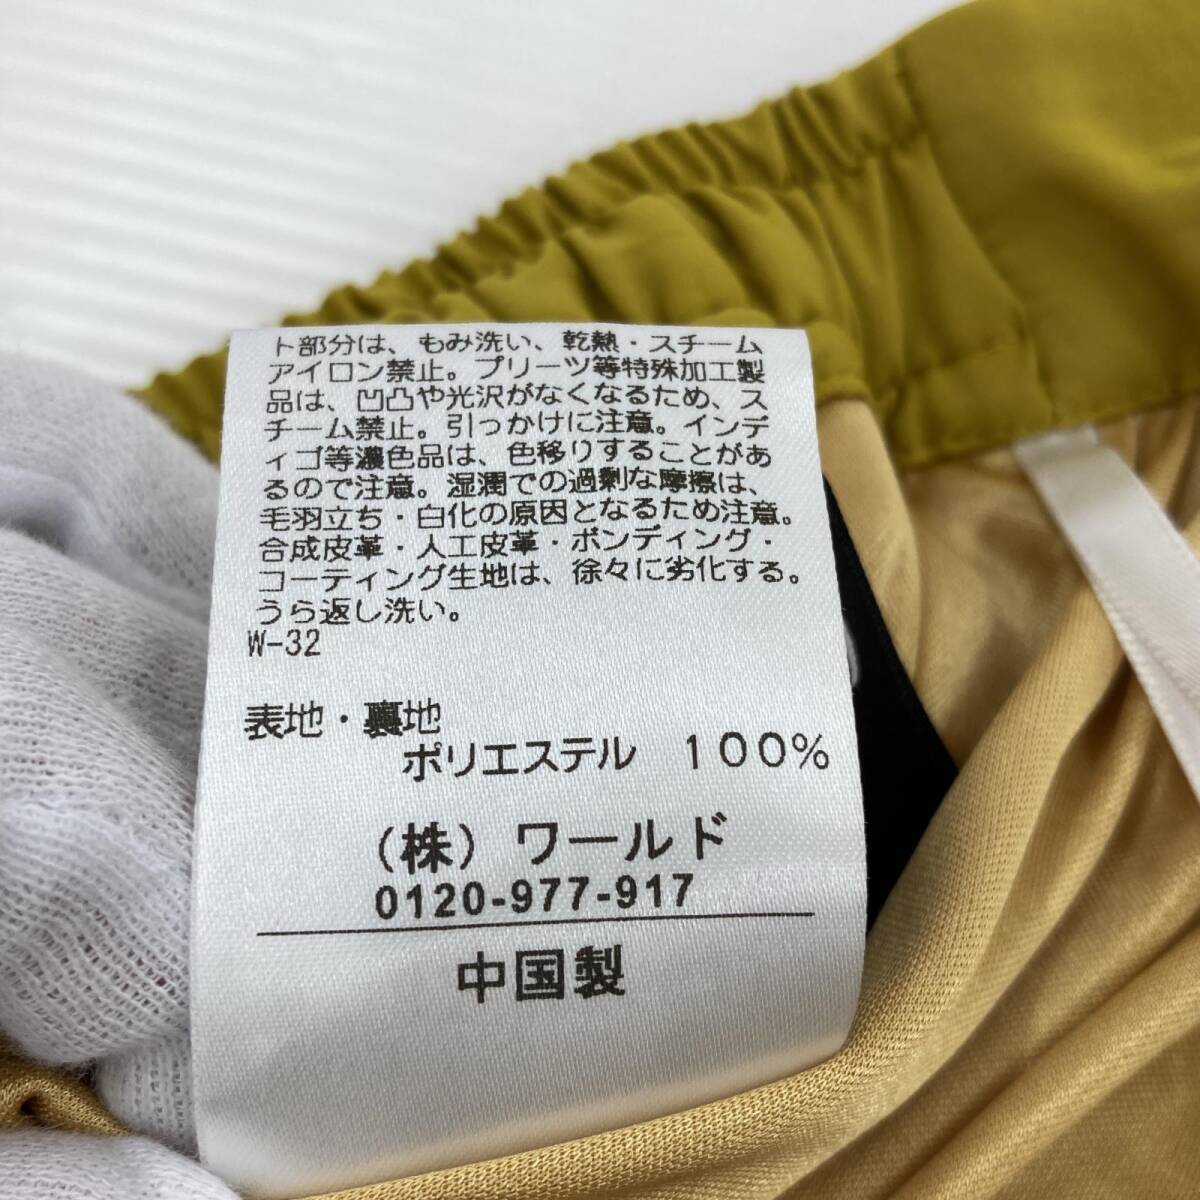 ト部分は、もみ洗い、乾熱・スチーム
アイロン禁止。プリーツ等特殊加工製
品は、凹凸や光沢がなくなるため、ス
チーム禁止。引っかけに注意。インデ
ィゴ等濃色品は、色移りすることがあ
るので注意。湿潤での過剰な摩擦は、
毛羽立ち・白化の原因となるため注意。
合成皮革・人工皮革・ボンディング・
コーティング生地は、徐々に劣化する。
うら返し洗い。
W-32
表地・裏地
ポリエステル 100%
(株) ワールド
0120-977-917
中国製